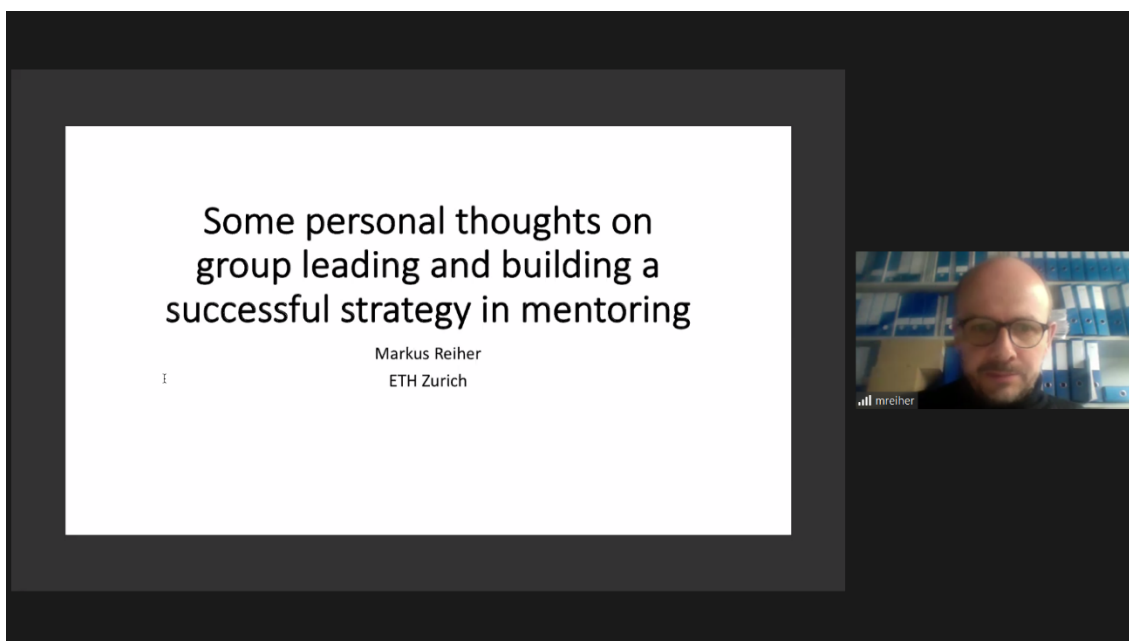 Some personal thoughts on
group leading and building a
successful strategy in mentoring
Markus Reiher
ETH Zurich
mreiher